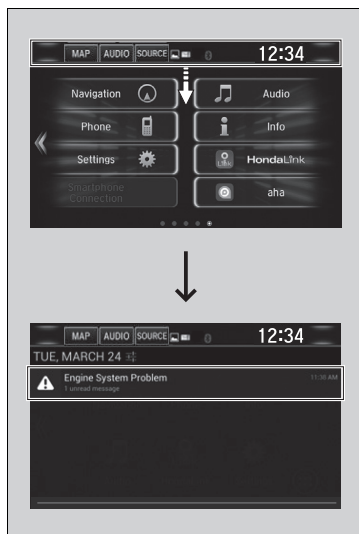 MAP AUDIO SOURCE 12:34
Navigation Audio
Phone Info
Settings LINK HondaLink
Smartphone Connection aha
MAP AUDIO SOURCE 12:34
TUE, MARCH 24
Engine System Problem 11:30 AM
1 unread message